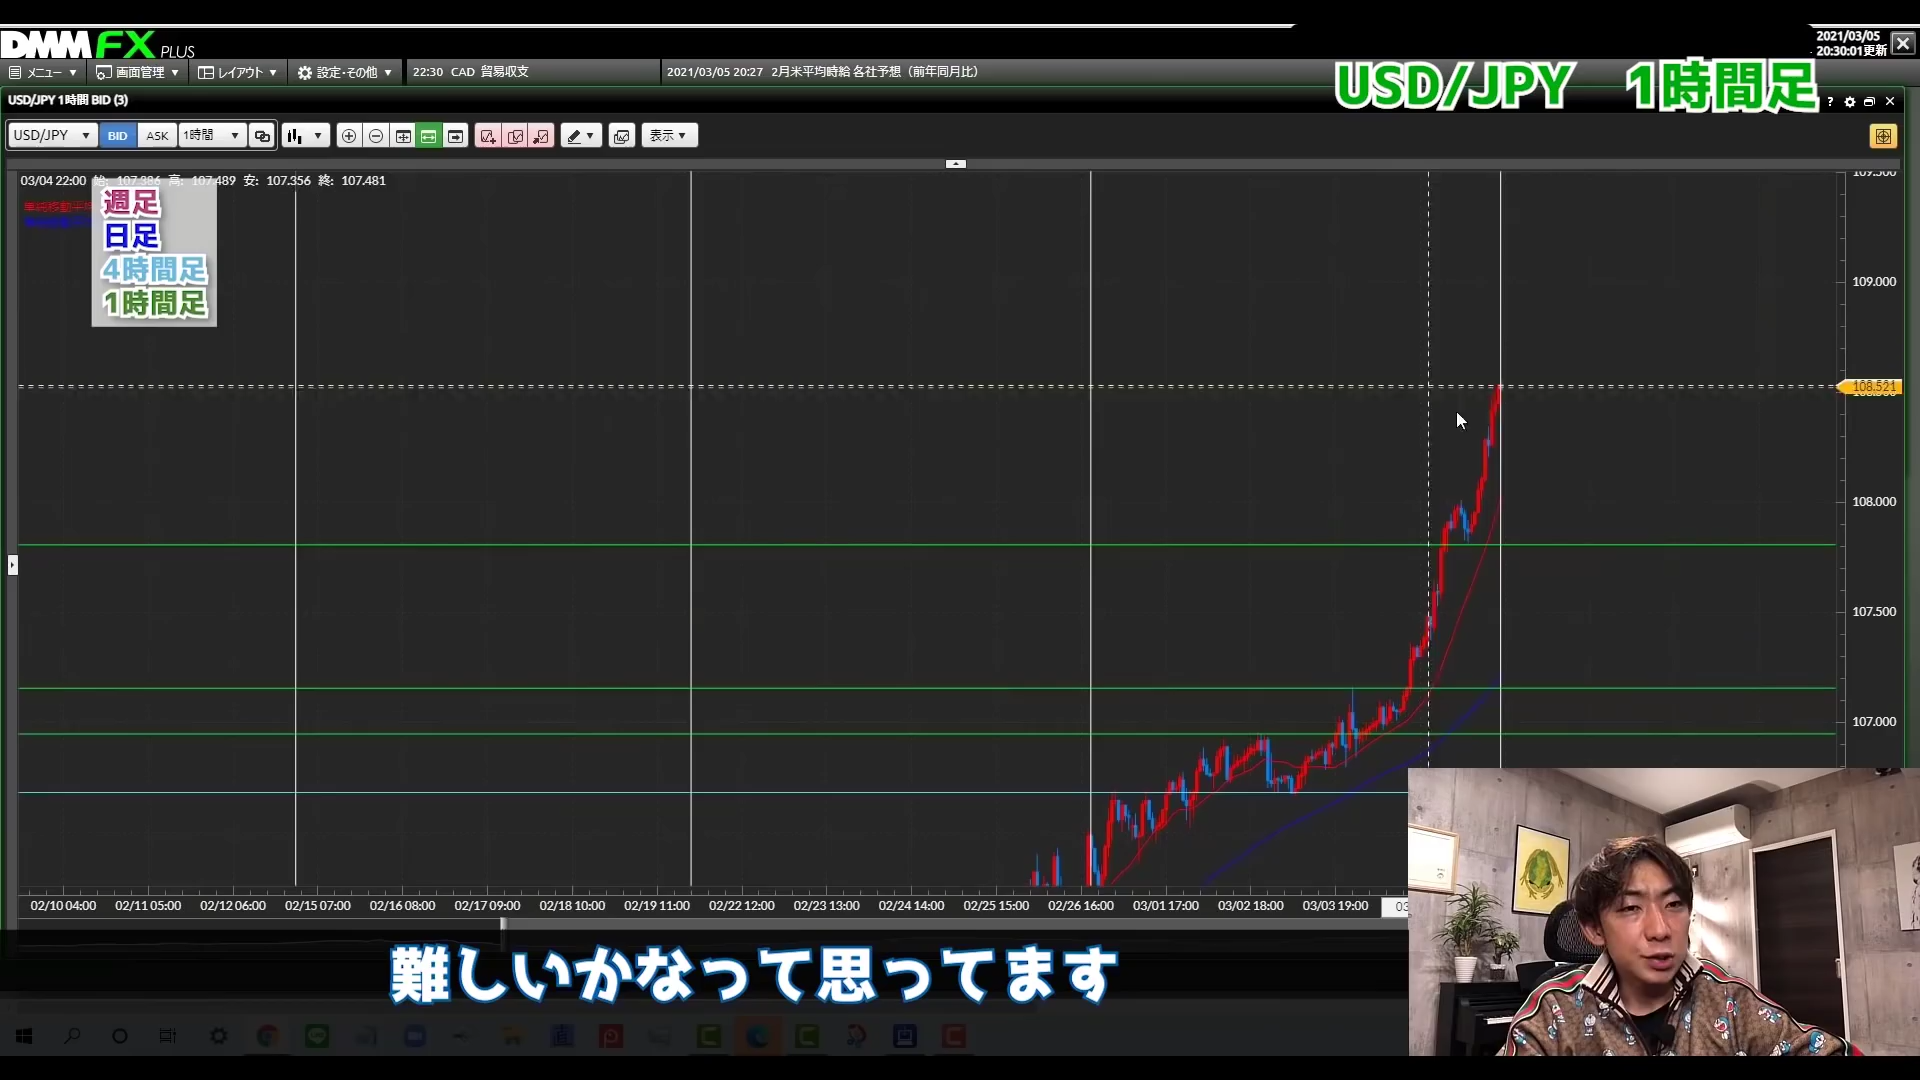 DMM FX PLUS
2021/03/05
20:30:01更新
メニュー
画面管理
レイアウト
設定・その他
22:30 CAD 貿易収支
2021/03/05 20:27 2月米平均時給 各社予想（前年同月比）
USD/JPY 1時間足
USD/JPY 1時間 BID (3)
USD/JPY
BID
ASK
1時間
表示
03/04 22:00 始: 107.386 高: 107.489 安: 107.356 終: 107.481
週足
日足
4時間足
1時間足
109.500
109.000
108.521
108.000
107.500
107.000
02/10 04:00
02/11 05:00
02/12 06:00
02/15 07:00
02/16 08:00
02/17 09:00
02/18 10:00
02/19 11:00
02/22 12:00
02/23 13:00
02/24 14:00
02/25 15:00
02/26 16:00
03/01 17:00
03/02 18:00
03/03 19:00
難しいかなって思ってます